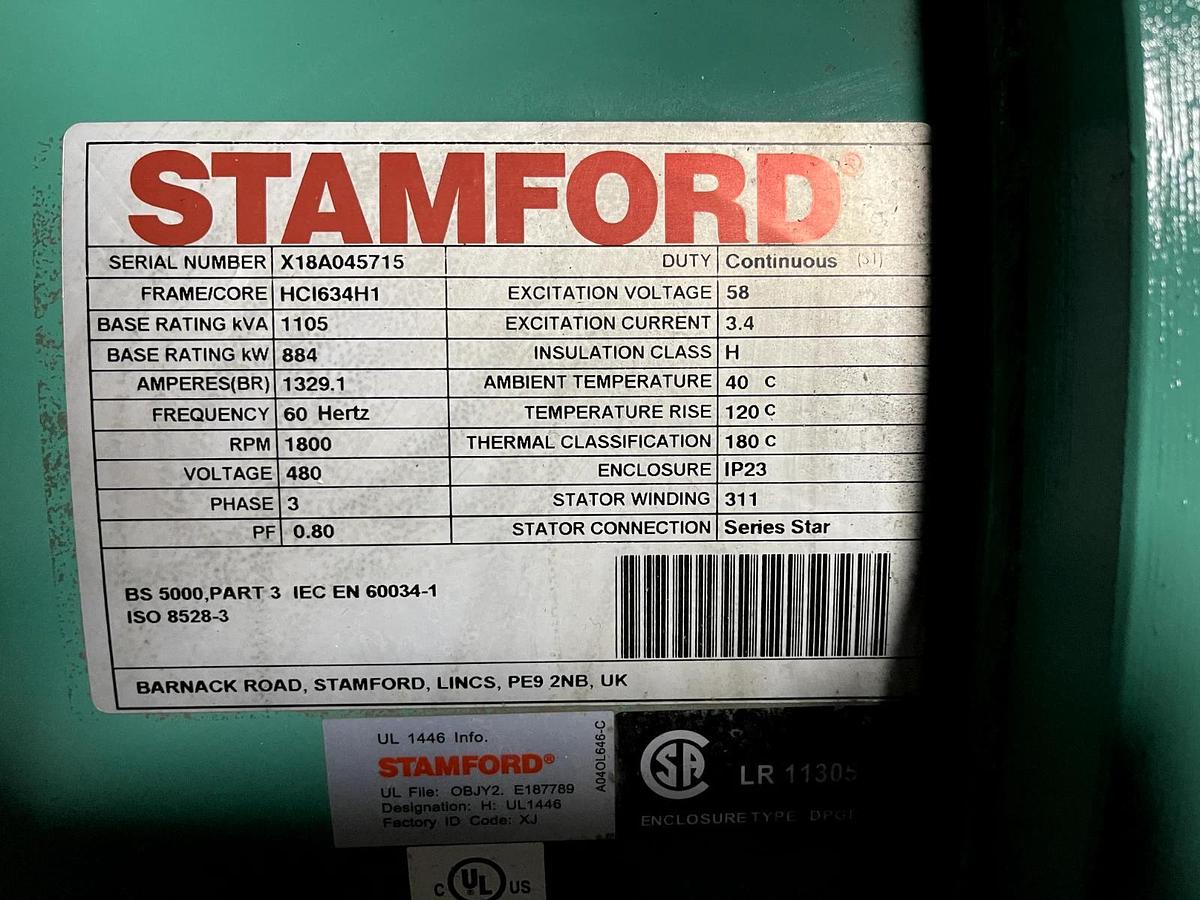 STAMFORD®
SERIAL NUMBER X18A045715 DUTY Continuous (S1)
FRAME/CORE HCI634H1 EXCITATION VOLTAGE 58
BASE RATING kVA 1105 EXCITATION CURRENT 3.4
BASE RATING kW 884 INSULATION CLASS H
AMPERES(BR) 1329.1 AMBIENT TEMPERATURE 40 C
FREQUENCY 60 Hertz TEMPERATURE RISE 120 C
RPM 1800 THERMAL CLASSIFICATION 180 C
VOLTAGE 480 ENCLOSURE IP23
PHASE 3 STATOR WINDING 311
PF 0.80 STATOR CONNECTION Series Star
BS 5000,PART 3 IEC EN 60034-1
ISO 8528-3
BARNACK ROAD, STAMFORD, LINCS, PE9 2NB, UK
UL 1446 Info.
STAMFORD®
UL File: OBJY2. E187789
Designation: H: UL1446
Factory ID Code: XJ
A04OL646-C
SA LR 11305
ENCLOSURE TYPE
C UL US